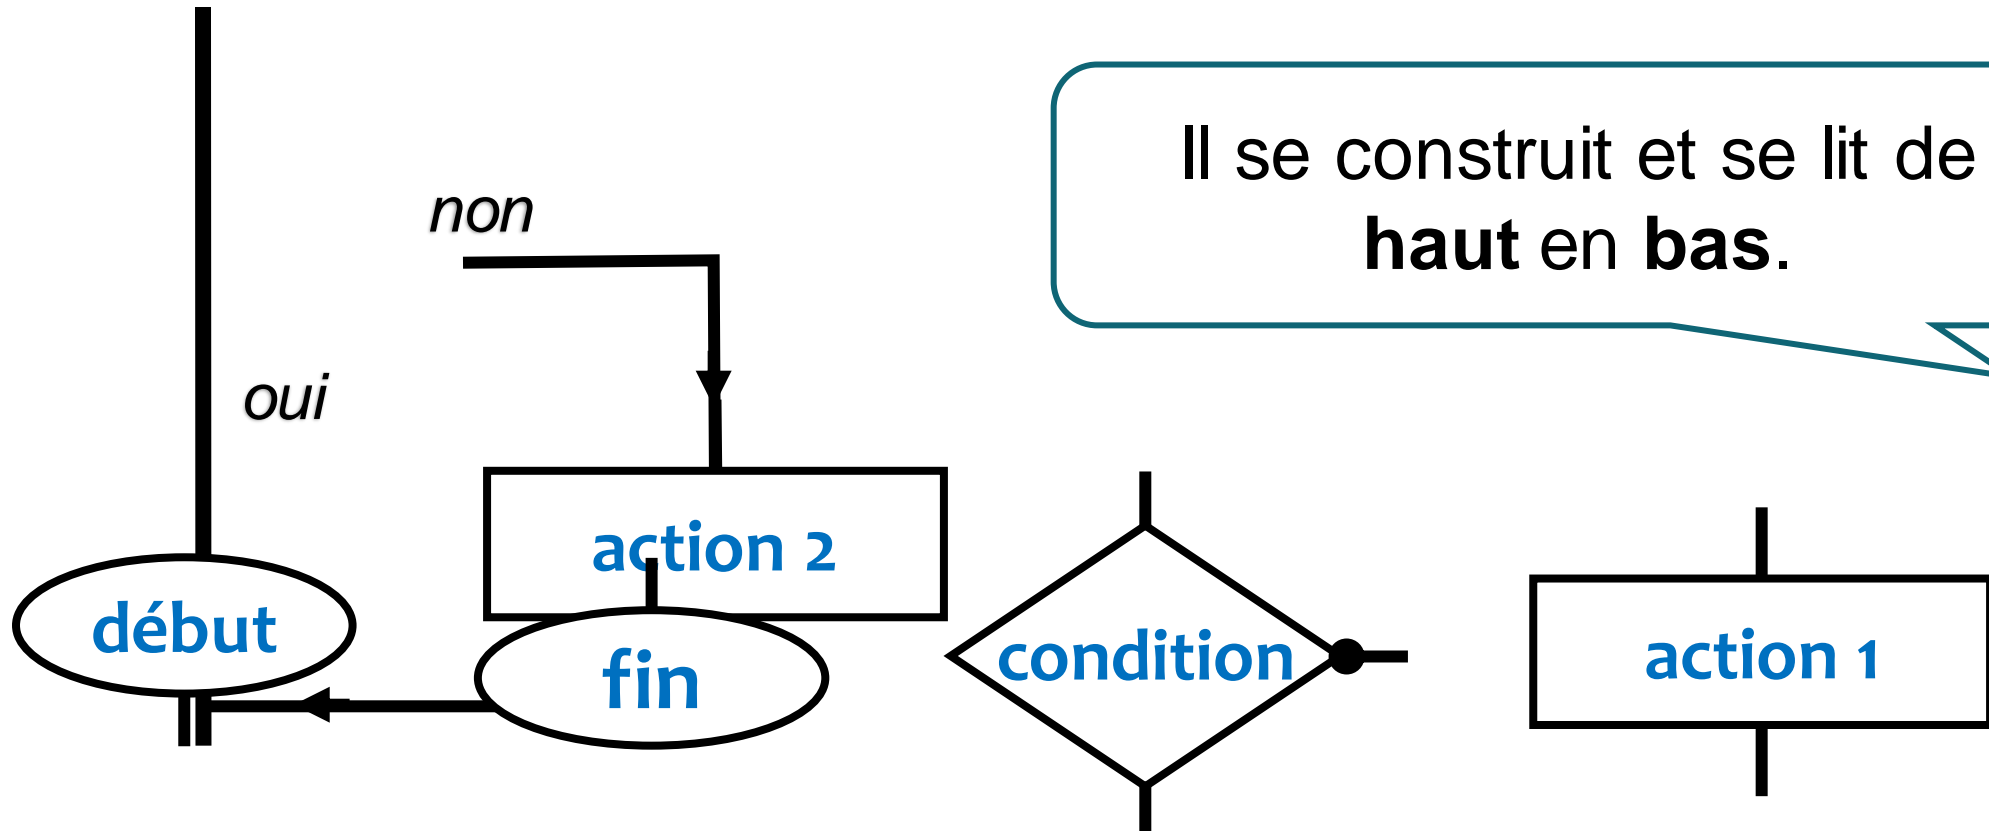 Il se construit et se lit de
haut en bas.
non
oui
action 2
début
fin
condition
action 1